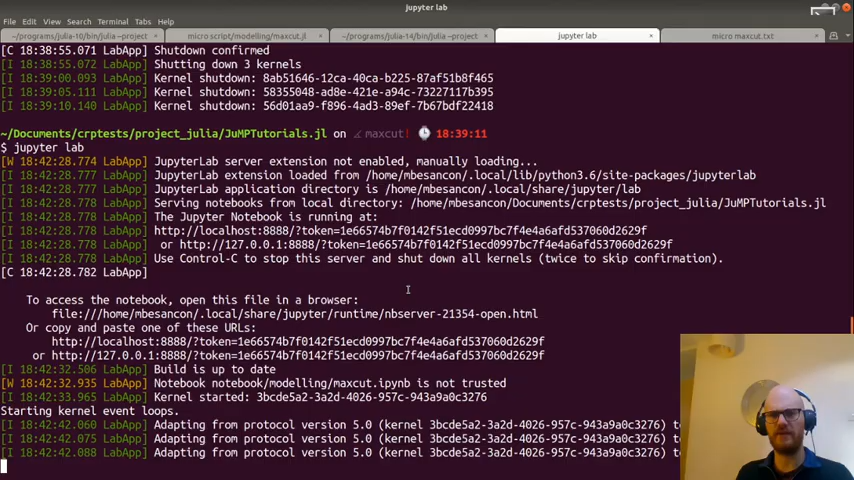 jupyter lab
File Edit View Search Terminal Tabs Help
~/programs/julia-10/bin/julia --project × micro script/modelling/maxcut.jl × ~/programs/julia-14/bin/julia --project × jupyter lab × micro maxcut.txt ×
[C 18:38:55.071 LabApp] Shutdown confirmed
[I 18:38:55.071 LabApp] Shutting down 3 kernels
[I 18:39:00.093 LabApp] Kernel shutdown: 8ab51646-12ca-40ca-b225-87af51b8f465
[I 18:39:05.111 LabApp] Kernel shutdown: 58355048-ad8e-421e-a94c-73227117b395
[I 18:39:10.140 LabApp] Kernel shutdown: 56d01aa9-f896-4ad3-89ef-7b67bdf22418
~/Documents/crptests/project_julia/JuMPTutorials.jl on maxcut! 18:39:11
$ jupyter lab
[W 18:42:28.774 LabApp] JupyterLab server extension not enabled, manually loading...
[I 18:42:28.777 LabApp] JupyterLab extension loaded from /home/mbesancon/.local/lib/python3.6/site-packages/jupyterlab
[I 18:42:28.777 LabApp] JupyterLab application directory is /home/mbesancon/.local/share/jupyter/lab
[I 18:42:28.778 LabApp] Serving notebooks from local directory: /home/mbesancon/Documents/crptests/project_julia/JuMPTutorials.jl
[I 18:42:28.778 LabApp] The Jupyter Notebook is running at:
[I 18:42:28.778 LabApp] http://localhost:8888/?token=1e66574b7f0142f51ecd0997bc7f4e4a6afd537060d2629f
[I 18:42:28.778 LabApp] or http://127.0.0.1:8888/?token=1e66574b7f0142f51ecd0997bc7f4e4a6afd537060d2629f
[I 18:42:28.778 LabApp] Use Control-C to stop this server and shut down all kernels (twice to skip confirmation).
[C 18:42:28.782 LabApp]
To access the notebook, open this file in a browser:
file:///home/mbesancon/.local/share/jupyter/runtime/nbserver-21354-open.html
Or copy and paste one of these URLs:
http://localhost:8888/?token=1e66574b7f0142f51ecd0997bc7f4e4a6afd537060d2629f
or http://127.0.0.1:8888/?token=1e66574b7f0142f51ecd0997bc7f4e4a6afd537060d2629f
[I 18:42:32.506 LabApp] Build is up to date
[W 18:42:32.935 LabApp] Notebook notebook/modelling/maxcut.ipynb is not trusted
[I 18:42:33.965 LabApp] Kernel started: 3bcde5a2-3a2d-4026-957c-943a9a0c3276
Starting kernel event loops.
[I 18:42:42.060 LabApp] Adapting from protocol version 5.0 (kernel 3bcde5a2-3a2d-4026-957c-943a9a0c3276) t
[I 18:42:42.075 LabApp] Adapting from protocol version 5.0 (kernel 3bcde5a2-3a2d-4026-957c-943a9a0c3276) t
[I 18:42:42.088 LabApp] Adapting from protocol version 5.0 (kernel 3bcde5a2-3a2d-4026-957c-943a9a0c3276) t